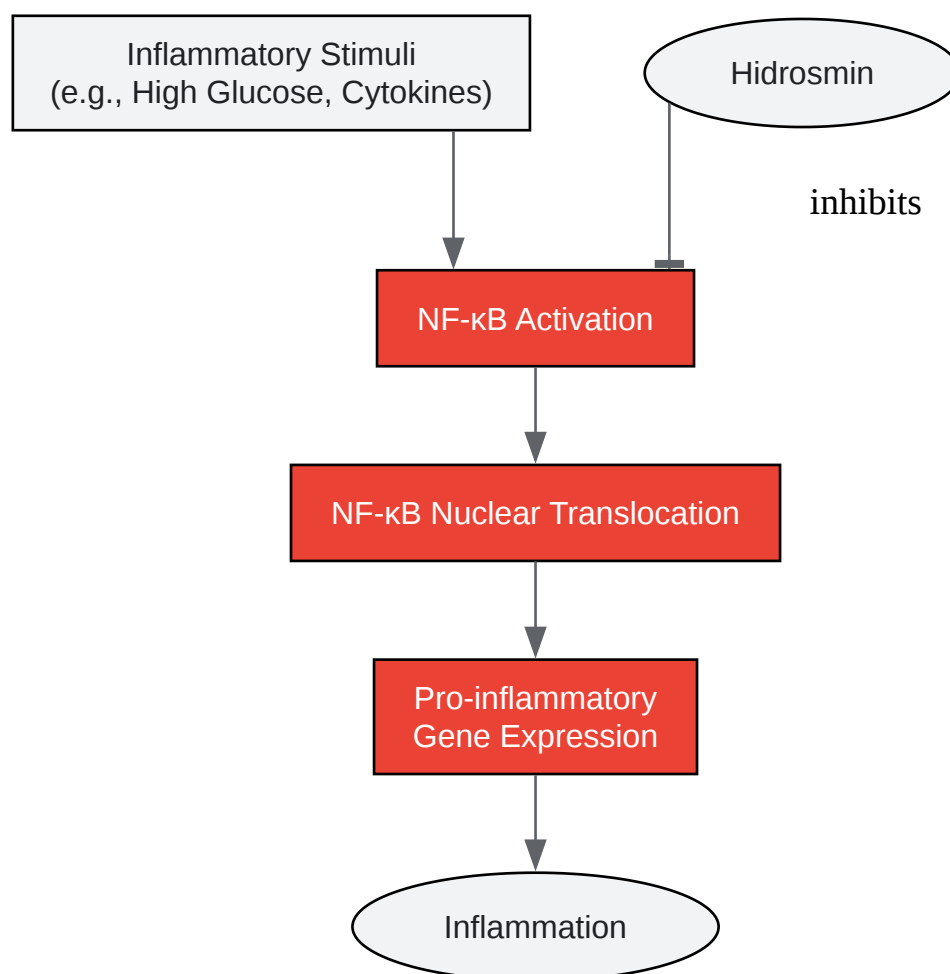 Inflammatory Stimuli
(e.g., High Glucose, Cytokines)
Hidrosmin
inhibits
NF-κB Activation
NF-κB Nuclear Translocation
Pro-inflammatory
Gene Expression
Inflammation